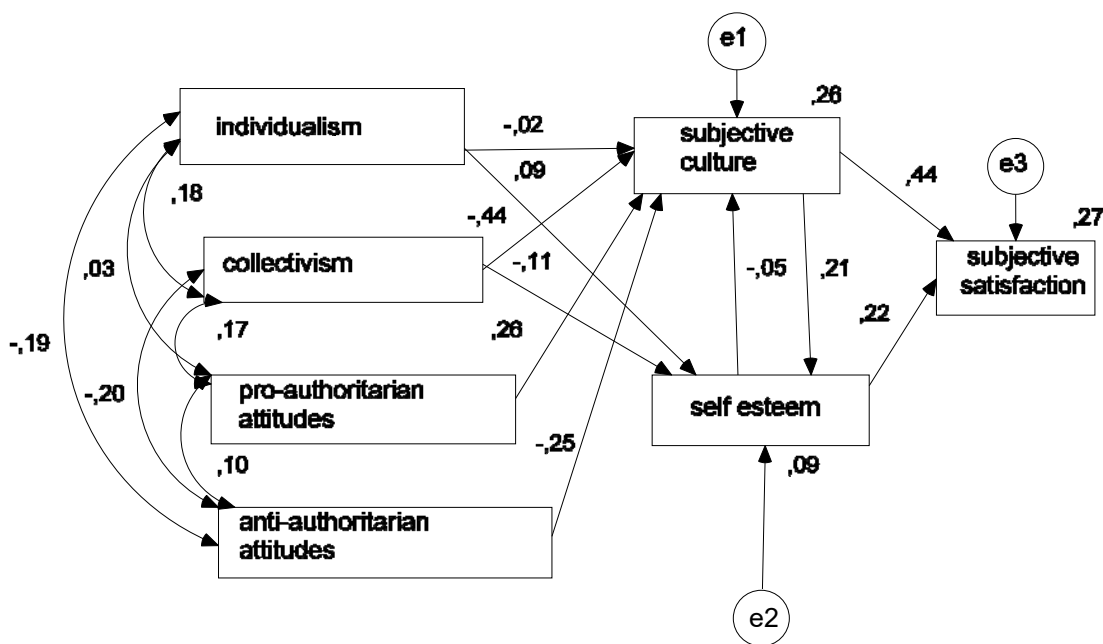 e1
,26
individualism
-,02
subjective
culture
e3
,09
,44
,18
,27
-,44
collectivism
-,11
subjective
satisfaction
,03
-,05
,21
,17
,26
,22
-,19
pro-authoritarian
attitudes
-,20
self esteem
-,25
,10
,09
anti-authoritarian
attitudes
e2